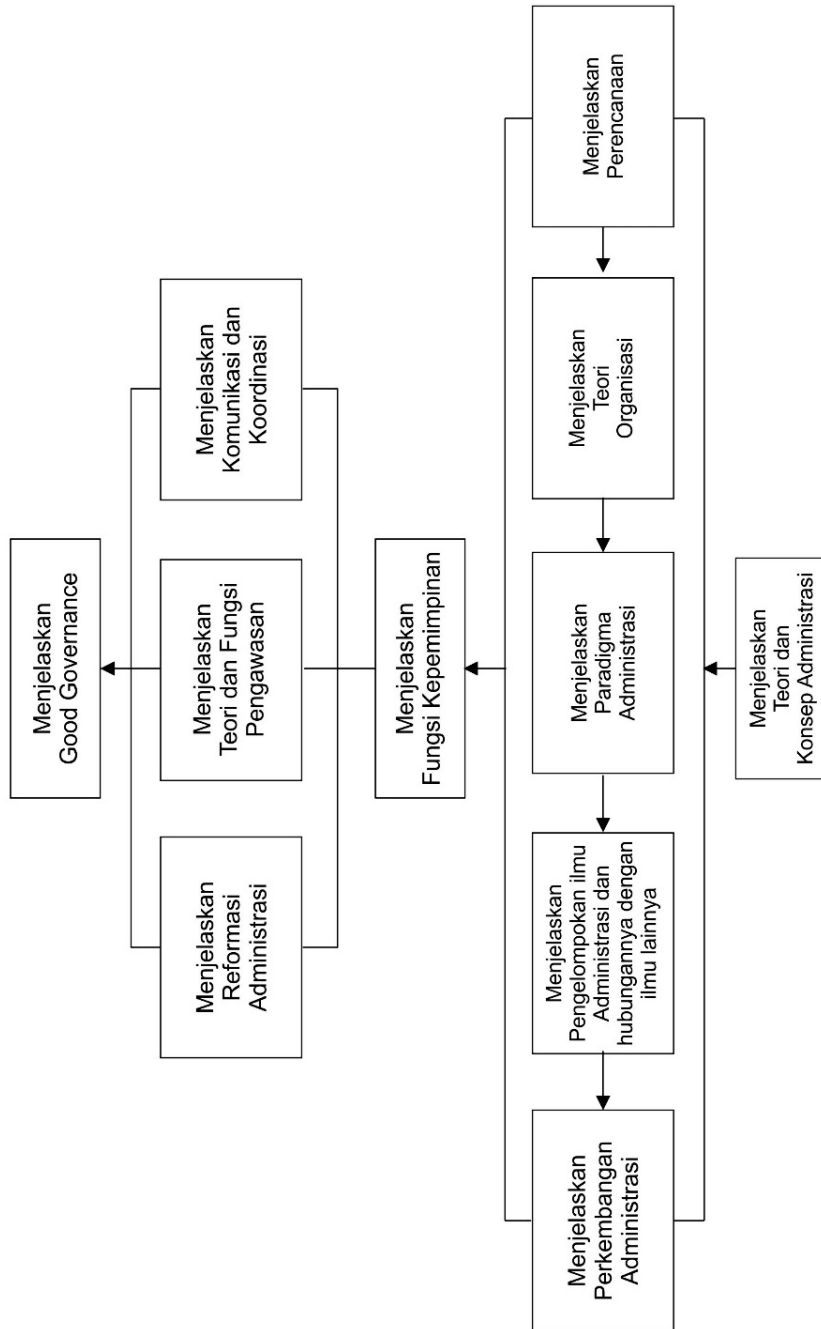 Menjelaskan
Good Governance
Menjelaskan
Reformasi
Administrasi
Menjelaskan
Teori dan Fungsi
Pengawasan
Menjelaskan
Komunikasi dan
Koordinasi
Menjelaskan
Fungsi Kepemimpinan
Menjelaskan
Perkembangan
Administrasi
Menjelaskan
Pengelompokan ilmu
Administrasi dan
hubungannya dengan
ilmu lainnya
Menjelaskan
Paradigma
Administrasi
Menjelaskan
Teori
Organisasi
Menjelaskan
Perencanaan
Menjelaskan
Teori dan
Konsep Administrasi